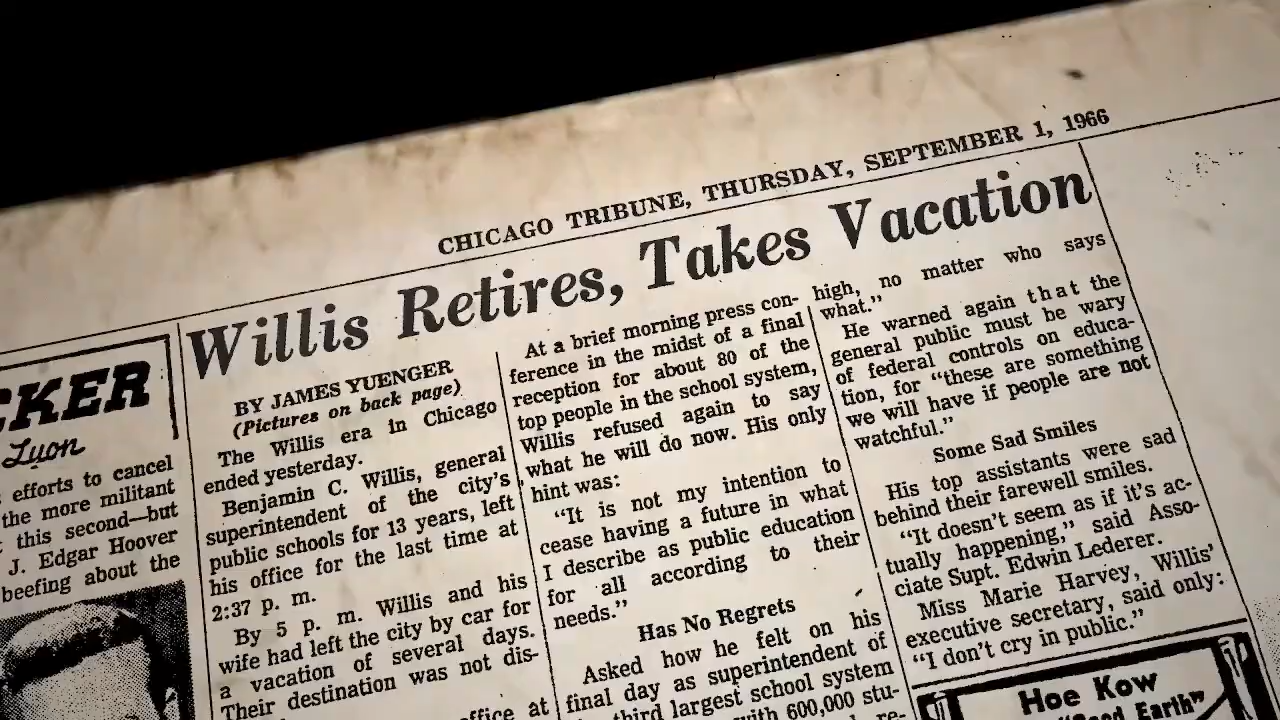 CHICAGO TRIBUNE, THURSDAY, SEPTEMBER 1, 1966
Willis Retires, Takes Vacation
CKER
Lyon
efforts to cancel
the more militant
this second—but
J. Edgar Hoover
beefing about the
BY JAMES YUENGER
(Pictures on back page)
The Willis era in Chicago
ended yesterday.
Benjamin C. Willis, general
superintendent of the city's
public schools for 13 years, left
his office for the last time at
2:37 p. m.
By 5 p. m. Willis and his
wife had left the city by car for
a vacation of several days.
Their destination was not dis-
office at
At a brief morning press con-
ference in the midst of a final
reception for about 80 of the
top people in the school system,
Willis refused again to say
what he will do now. His only
hint was:
"It is not my intention to
cease having a future in what
I describe as public education
for all according to their
needs."
Has No Regrets
Asked how he felt on his
final day as superintendent of
third largest school system
with 600,000 stu-
re-
high, no matter who says
what."
He warned again that the
general public must be wary
of federal controls on educa-
tion, for "these are something
we will have if people are not
watchful."
Some Sad Smiles
His top assistants were sad
behind their farewell smiles.
"It doesn't seem as if it's ac-
tually happening," said Asso-
ciate Supt. Edwin Lederer.
Miss Marie Harvey, Willis'
executive secretary, said only:
"I don't cry in public."
Hoe Kow
Earth"